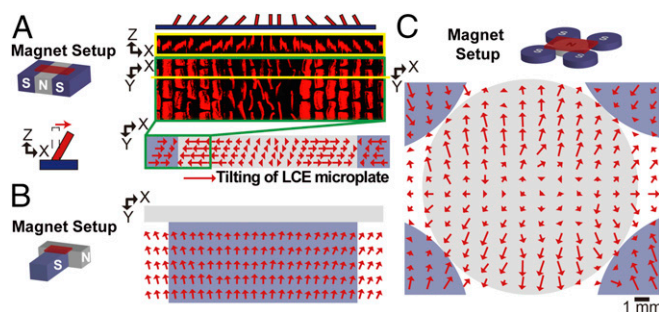 A
Magnet Setup
S N S
Z
X
Z
X
Y
X
Y
X
Y
X
Z
X
Tilting of LCE microplate
B
Magnet Setup
S
N
X
Y
C
Magnet
Setup
S
S
N
S
1 mm